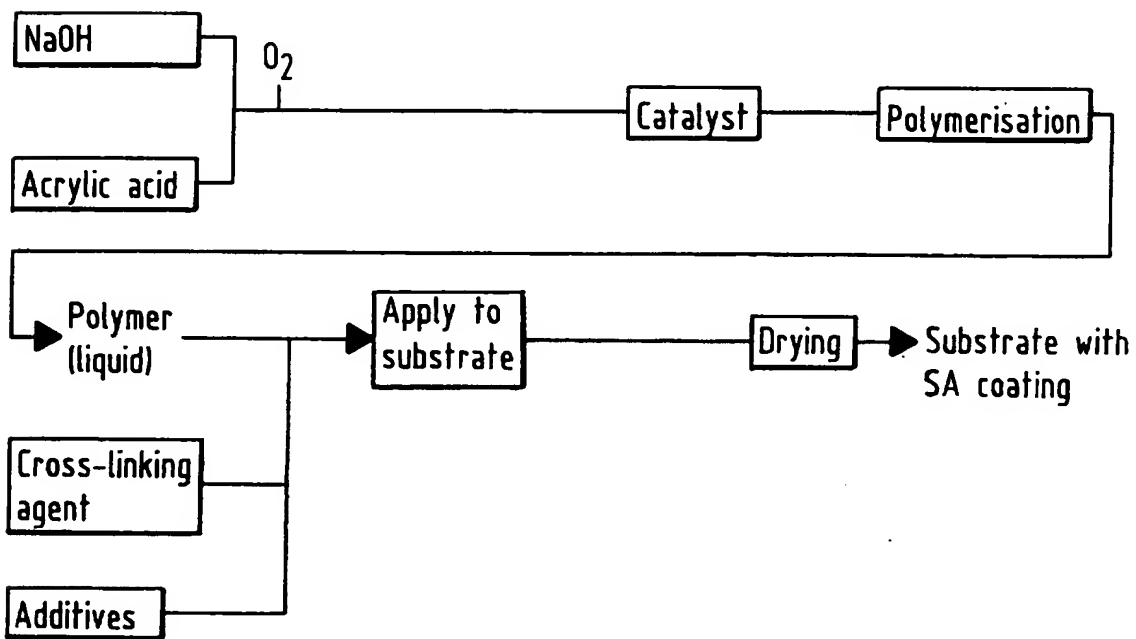 NaOH
O2
Acrylic acid
Catalyst
Polymerisation
Polymer
(liquid)
Apply to
substrate
Drying
Substrate with
SA coating
Cross-linking
agent
Additives